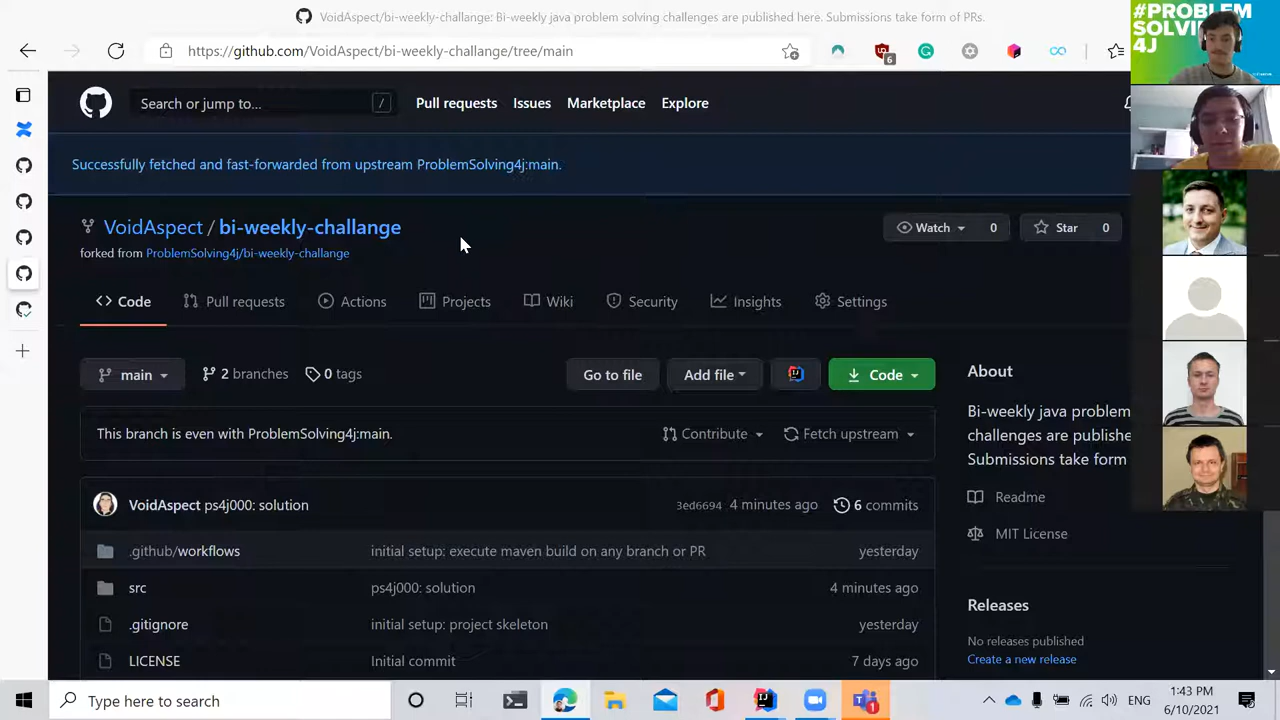 VoidAspect/bi-weekly-challange: Bi-weekly java problem solving challenges are published here. Submissions take form of PRs.
https://github.com/VoidAspect/bi-weekly-challange/tree/main
6
#PROBLEM
SOLVI
4J
Search or jump to...
/
Pull requests
Issues
Marketplace
Explore
Successfully fetched and fast-forwarded from upstream ProblemSolving4j:main.
VoidAspect / bi-weekly-challange
Watch
0
Star
0
forked from ProblemSolving4j/bi-weekly-challange
Code
Pull requests
Actions
Projects
Wiki
Security
Insights
Settings
main
2 branches
0 tags
Go to file
Add file
Code
About
Bi-weekly java problem
challenges are publishe
Submissions take form
This branch is even with ProblemSolving4j:main.
Contribute
Fetch upstream
VoidAspect ps4j000: solution
3ed6694
4 minutes ago
6 commits
Readme
MIT License
.github/workflows
initial setup: execute maven build on any branch or PR
yesterday
src
ps4j000: solution
4 minutes ago
.gitignore
initial setup: project skeleton
yesterday
LICENSE
Initial commit
7 days ago
Releases
No releases published
Create a new release
Type here to search
1
ENG
1:43 PM
6/10/2021